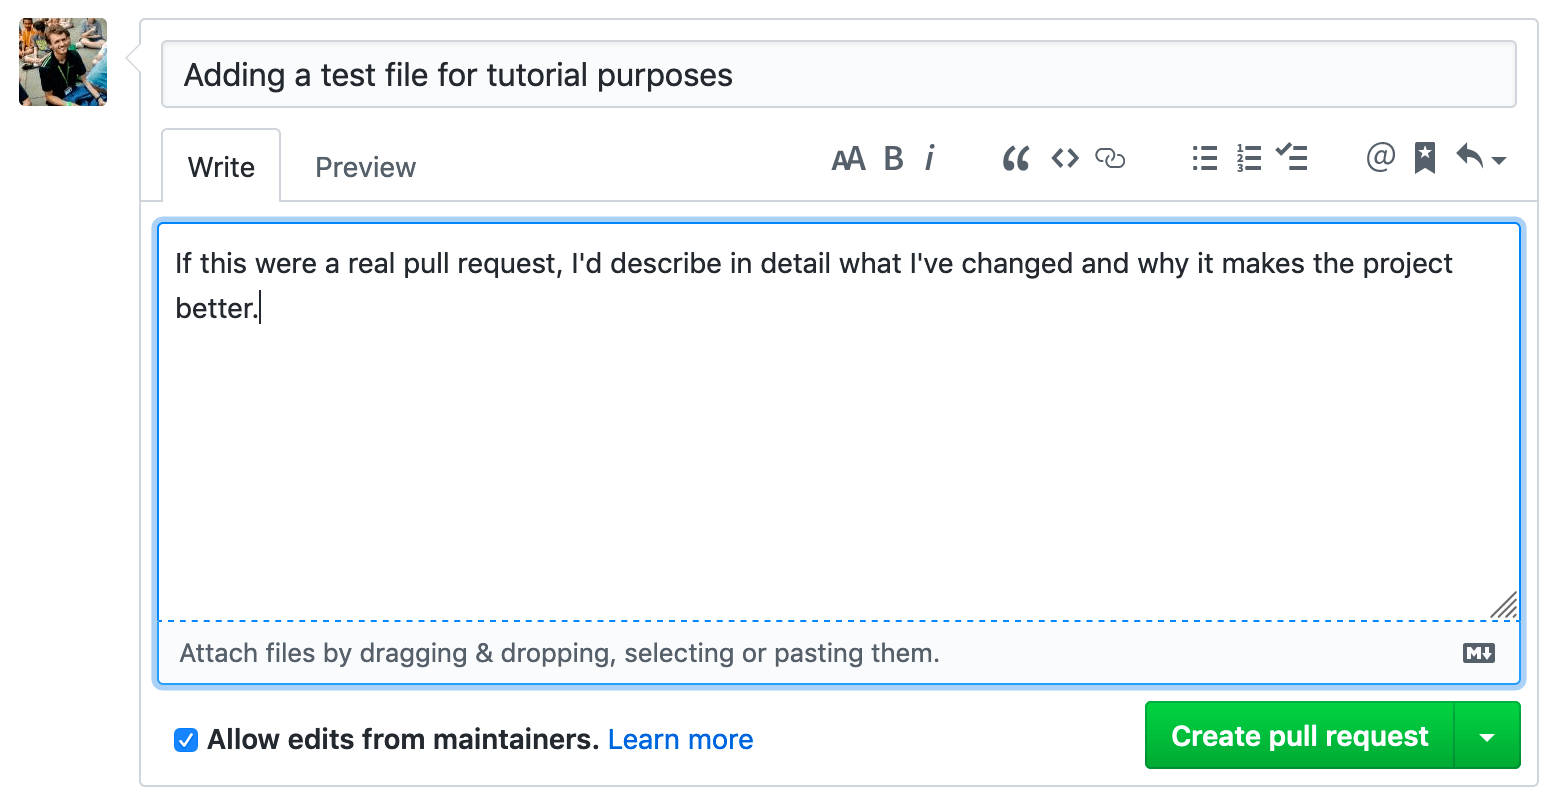 Adding a test file for tutorial purposes
Write Preview AA B i @
If this were a real pull request, I'd describe in detail what I've changed and why it makes the project
better.
Attach files by dragging & dropping, selecting or pasting them. M↓
Allow edits from maintainers. Learn more
Create pull request